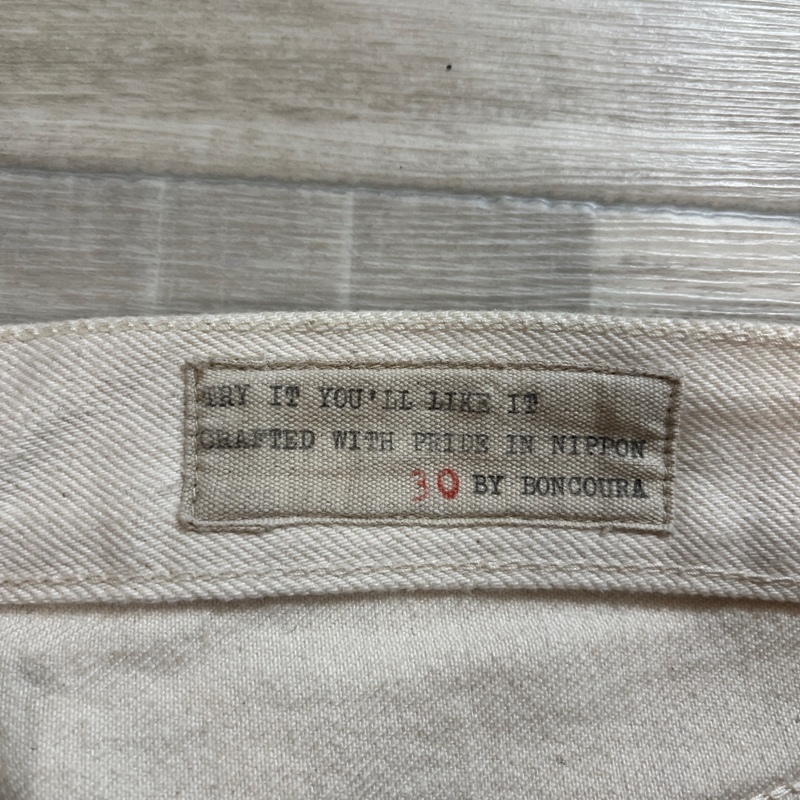 TRY IT YOU'LL LIKE IT
CRAFTED WITH PRIDE IN NIPPON
30 BY BONCOURA